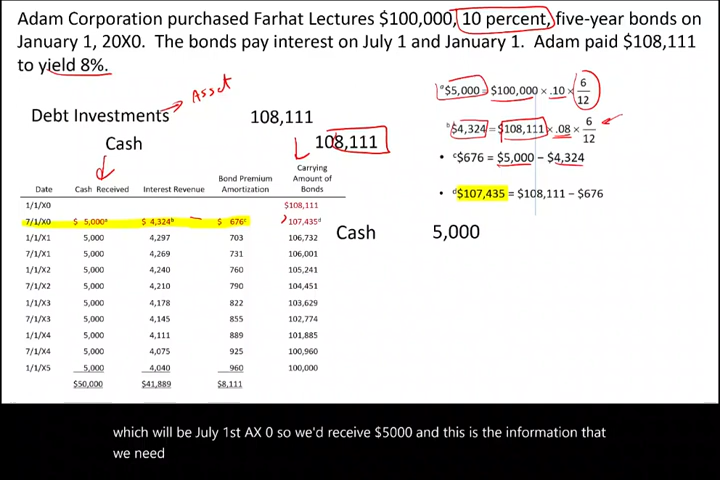 Adam Corporation purchased Farhat Lectures $100,000, 10 percent, five-year bonds on
January 1, 20X0. The bonds pay interest on July 1 and January 1. Adam paid $108,111
to yield 8%.
Asset
Debt Investments 108,111
Cash 108,111
a $5,000 = $100,000 × .10 × 6/12
b $4,324 = $108,111 × .08 × 6/12
• c $676 = $5,000 – $4,324
• d $107,435 = $108,111 – $676
Date Cash Received Interest Revenue Bond Premium Amortization Carrying Amount of Bonds
1/1/X0 $108,111
7/1/X0 $ 5,000a $ 4,324b $ 676c 107,435d
1/1/X1 5,000 4,297 703 106,732
7/1/X1 5,000 4,269 731 106,001
1/1/X2 5,000 4,240 760 105,241
7/1/X2 5,000 4,210 790 104,451
1/1/X3 5,000 4,178 822 103,629
7/1/X3 5,000 4,145 855 102,774
1/1/X4 5,000 4,111 889 101,885
7/1/X4 5,000 4,075 925 100,960
1/1/X5 5,000 4,040 960 100,000
$50,000 $41,889 $8,111
Cash 5,000
which will be July 1st AX 0 so we'd receive $5000 and this is the information that
we need